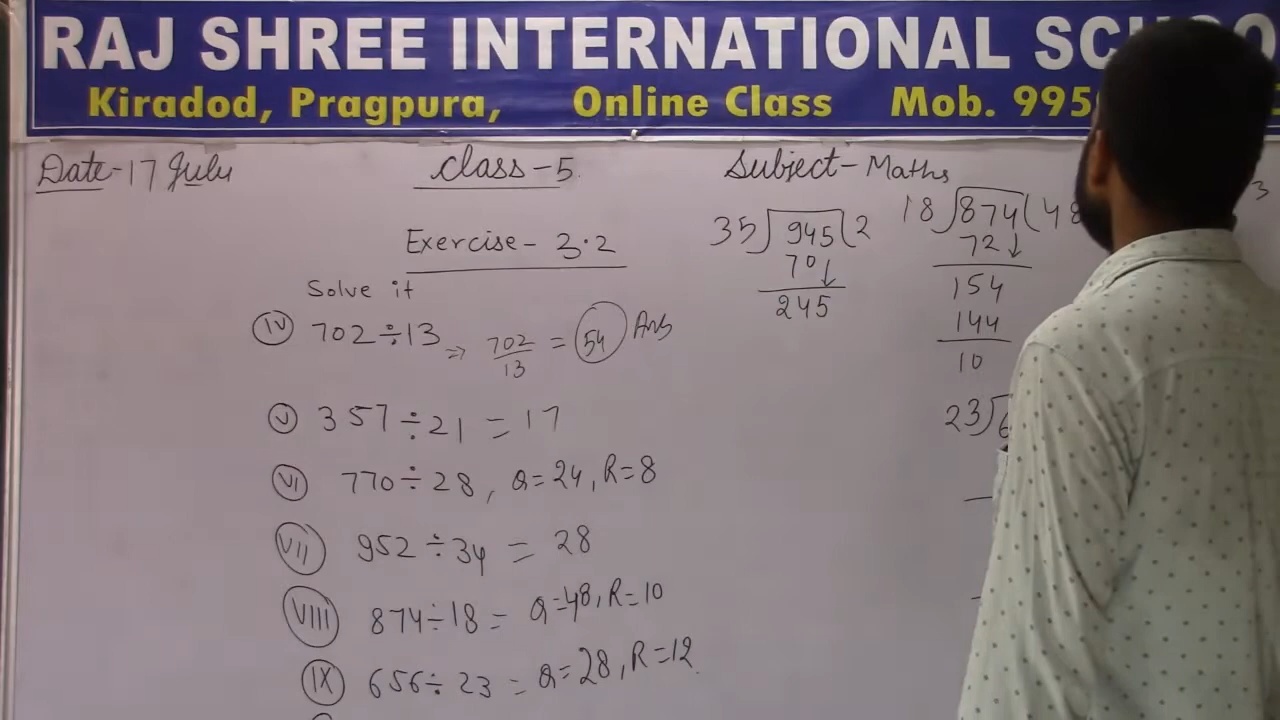 RAJ SHREE INTERNATIONAL
Kiradod, Pragpura, Online Class Mob. 995
Date-17 July
Class-5
Subject-Maths
Exercise-3.2
Solve it
(IV) 702÷13 => 702/13 = 54 Ans
(V) 357÷21 = 17
(VI) 770÷28, Q=24, R=8
(VII) 952÷34 = 28
(VIII) 874÷18 = Q=48, R=10
(IX) 656÷23 = Q=28, R=12
35)945(2
70↓
245
18)874(48
72↓
154
144
10
23)6
3